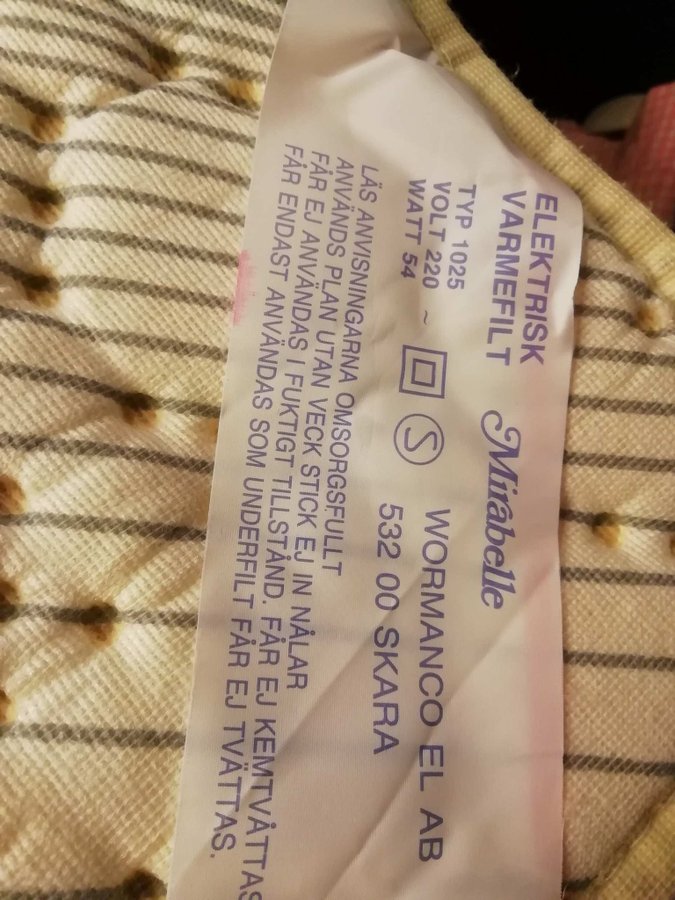 ELEKTRISK
VARMEFILT
Mirabelle
TYP 1025
VOLT 220 ~
WATT 54
S
WORMANCO EL AB
532 00 SKARA
LÄS ANVISNINGARNA OMSORGSFULLT
ANVÄNDS PLAN UTAN VECK STICK EJ IN NÅLAR
FÅR EJ ANVÄNDAS I FUKTIGT TILLSTÅND. FÅR EJ KEMTVÄTTAS
FÅR ENDAST ANVÄNDAS SOM UNDERFILT FÅR EJ TVÄTTAS.